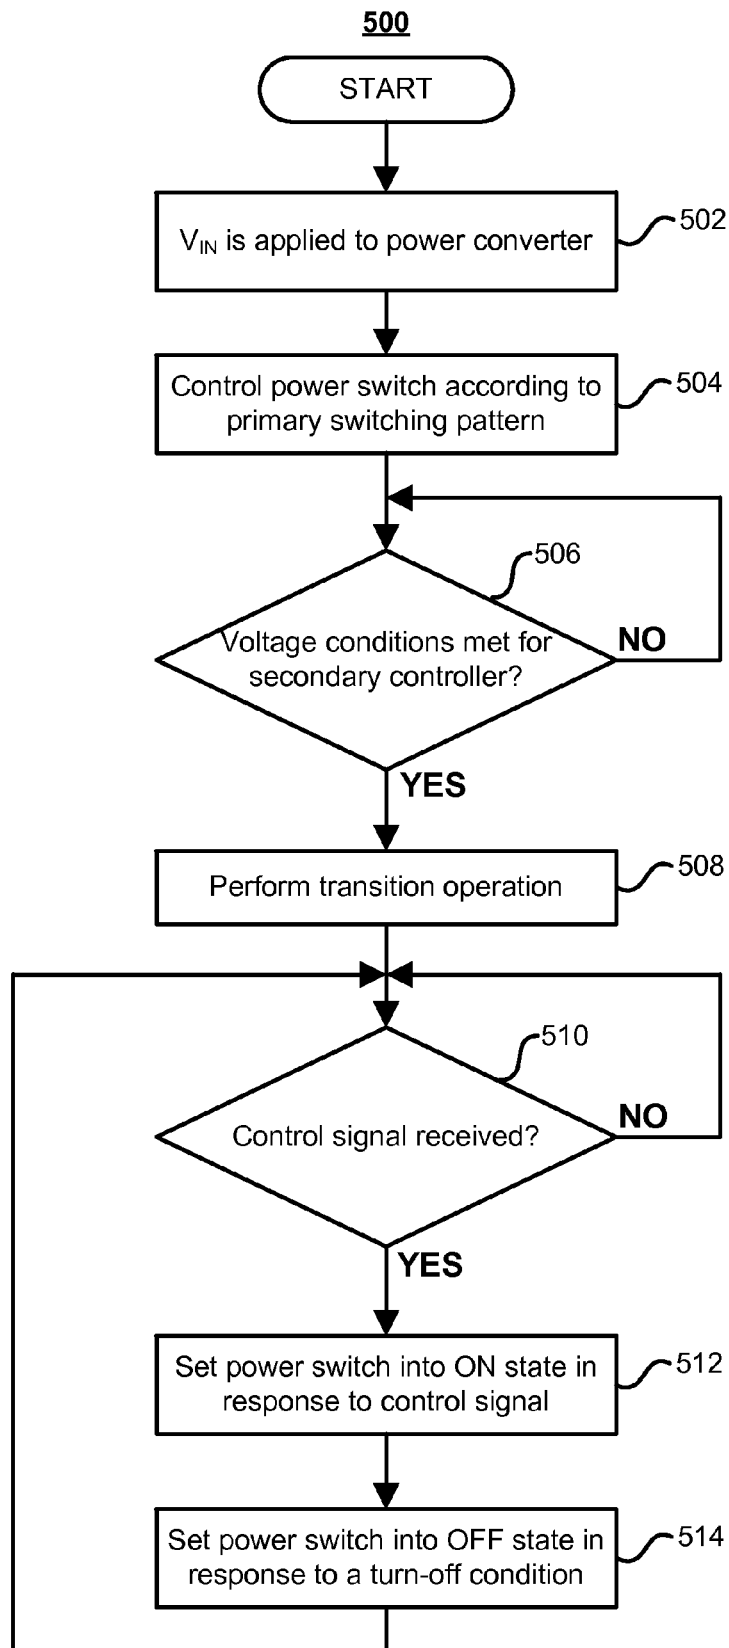 500
START
V_IN is applied to power converter
502
Control power switch according to
primary switching pattern
504
506
Voltage conditions met for
secondary controller?
NO
YES
Perform transition operation
508
510
Control signal received?
NO
YES
Set power switch into ON state in
response to control signal
512
Set power switch into OFF state in
response to a turn-off condition
514